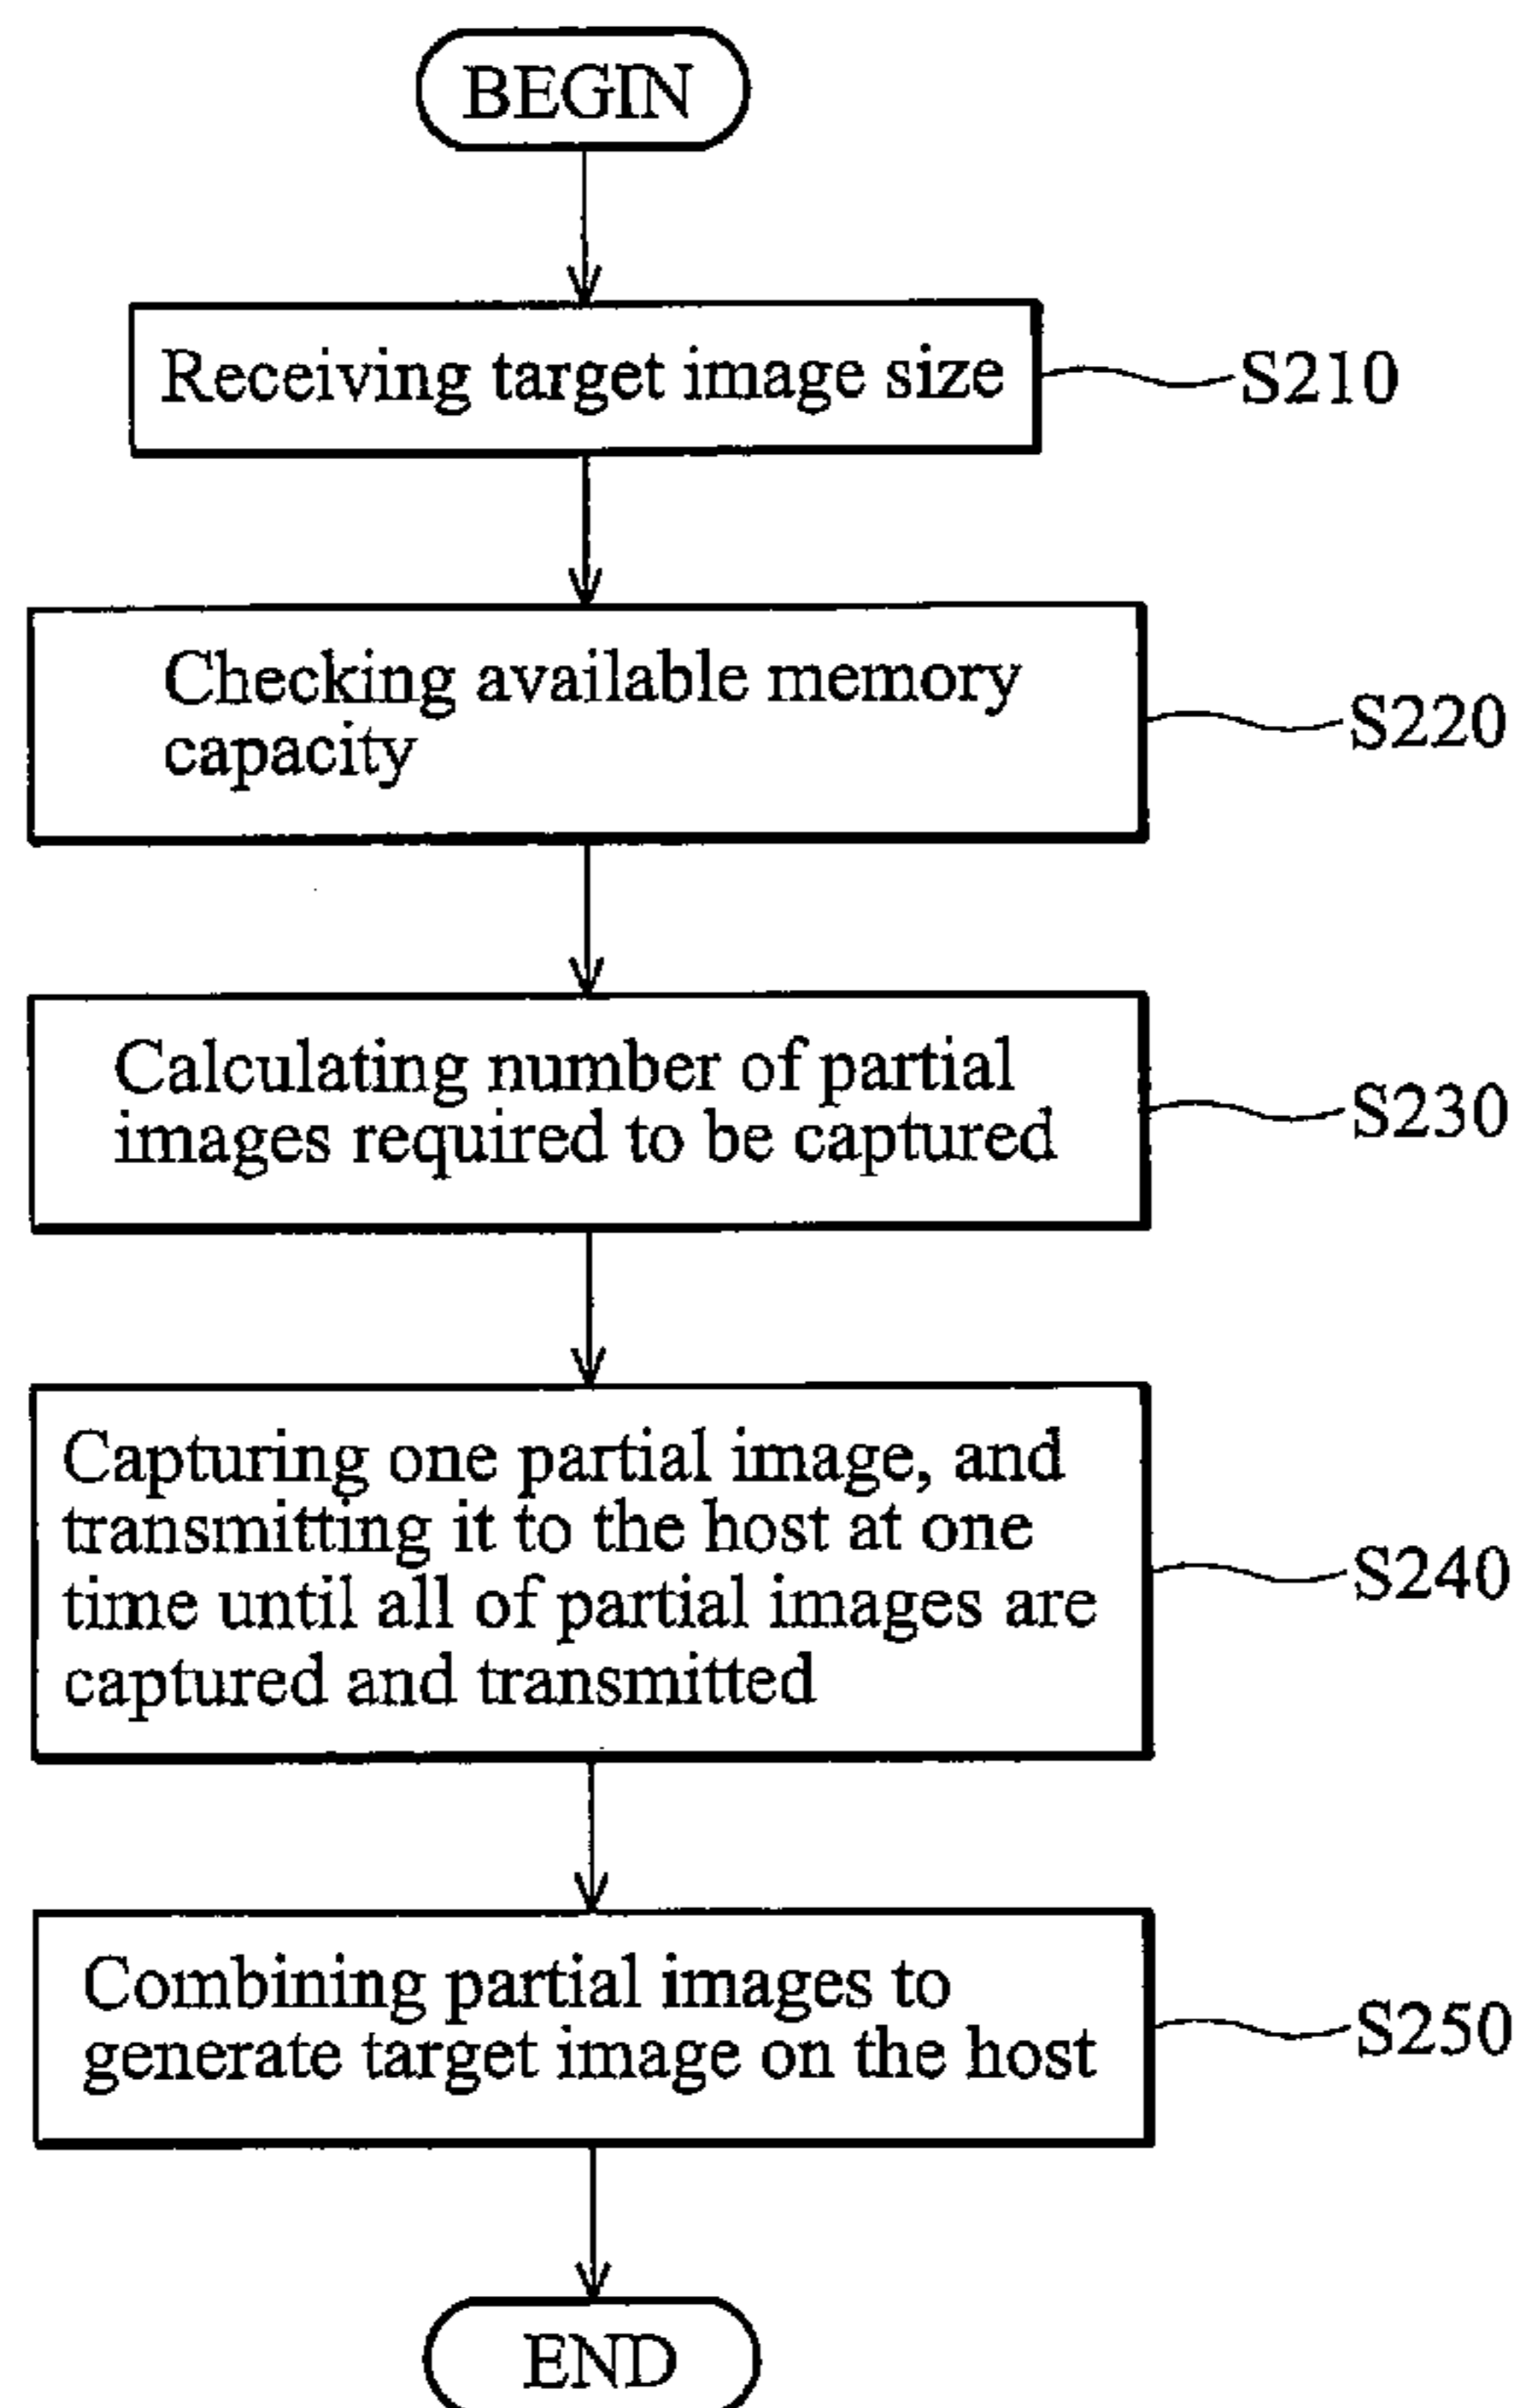 BEGIN
Receiving target image size
S210
Checking available memory
capacity
S220
Calculating number of partial
images required to be captured
S230
Capturing one partial image, and
transmitting it to the host at one
time until all of partial images are
captured and transmitted
S240
Combining partial images to
generate target image on the host
S250
END